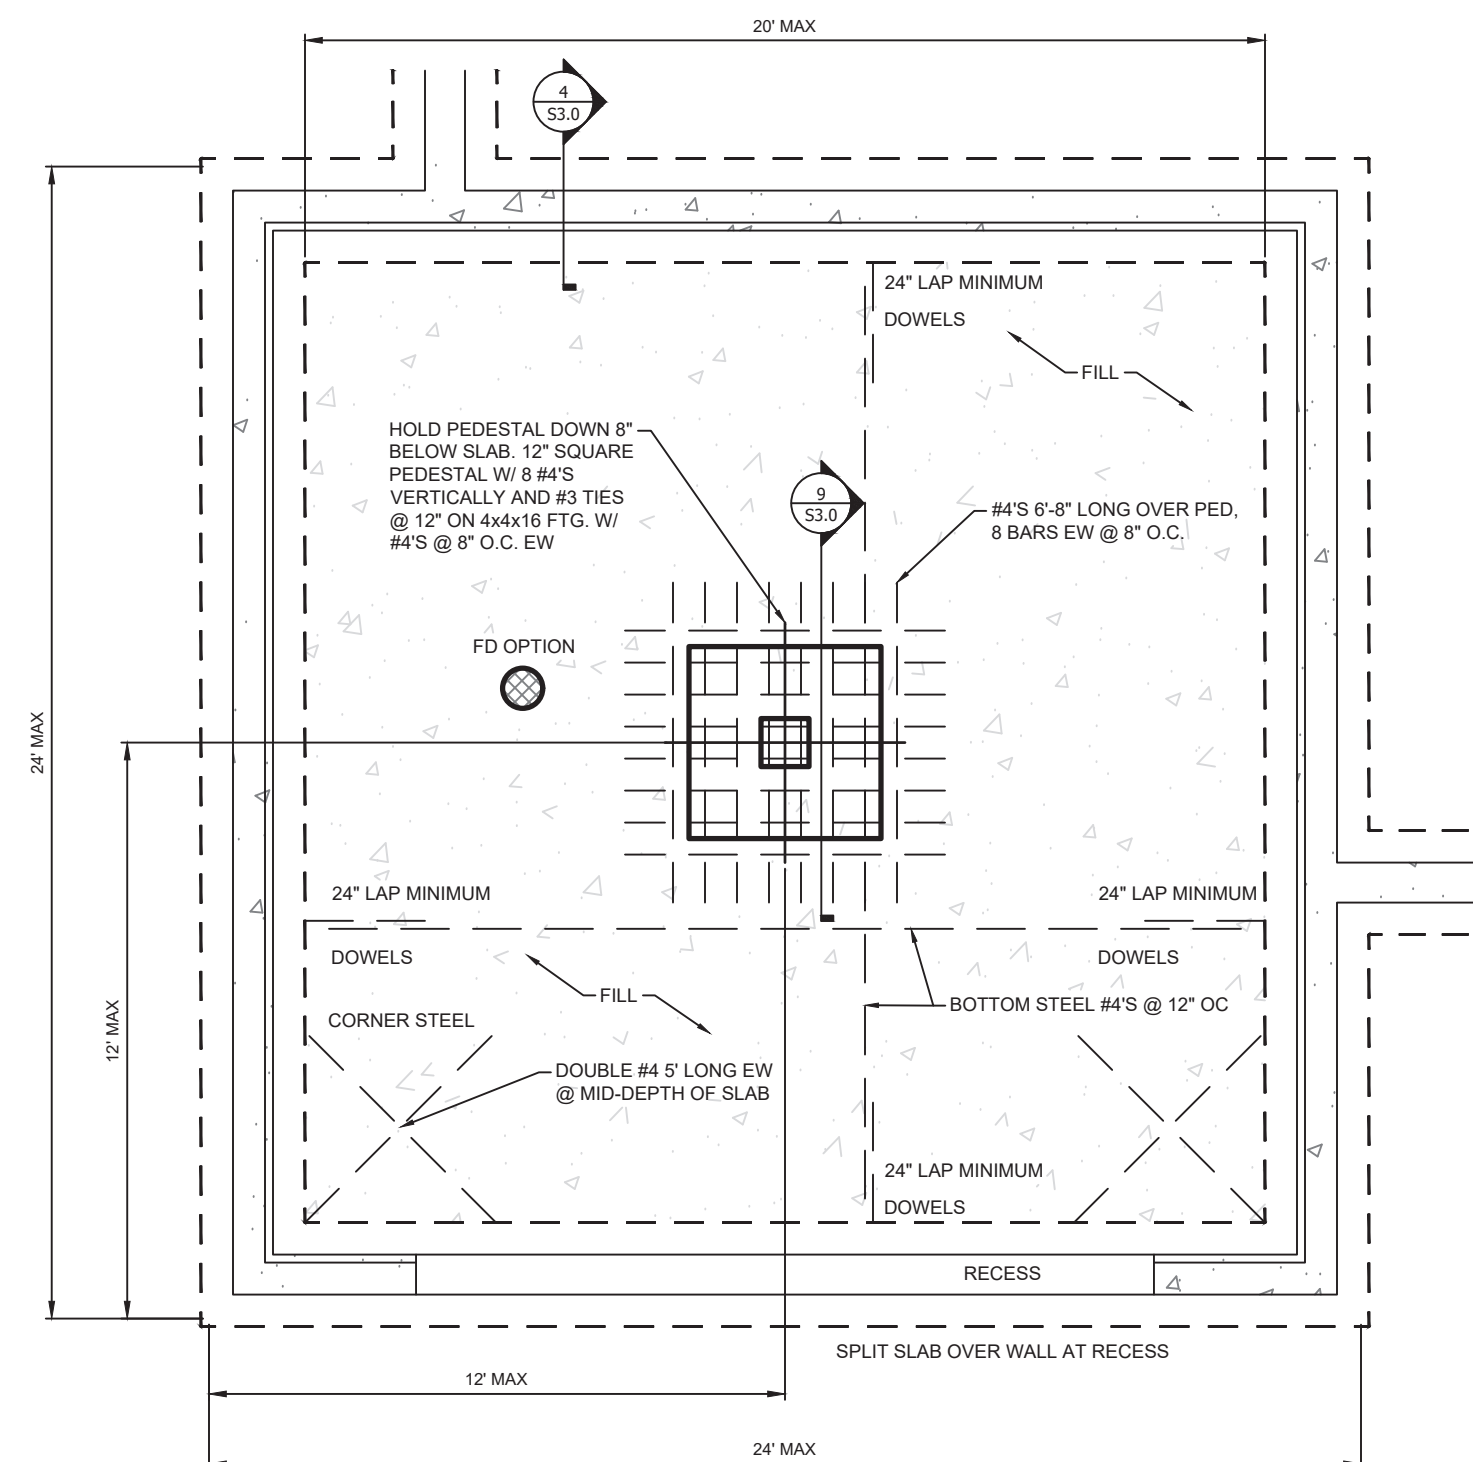 20' MAX
4
S3.0
24" LAP MINIMUM
DOWELS
FILL
HOLD PEDESTAL DOWN 8"
BELOW SLAB. 12" SQUARE
PEDESTAL W/ 8 #4'S
VERTICALLY AND #3 TIES
@ 12" ON 4x4x16 FTG. W/
#4'S @ 8" O.C. EW
9
S3.0
#4'S 6'-8" LONG OVER PED,
8 BARS EW @ 8" O.C.
FD OPTION
24' MAX
24" LAP MINIMUM
24" LAP MINIMUM
DOWELS
DOWELS
FILL
BOTTOM STEEL #4'S @ 12" OC
CORNER STEEL
12' MAX
DOUBLE #4 5' LONG EW
@ MID-DEPTH OF SLAB
24" LAP MINIMUM
DOWELS
RECESS
SPLIT SLAB OVER WALL AT RECESS
12' MAX
24' MAX